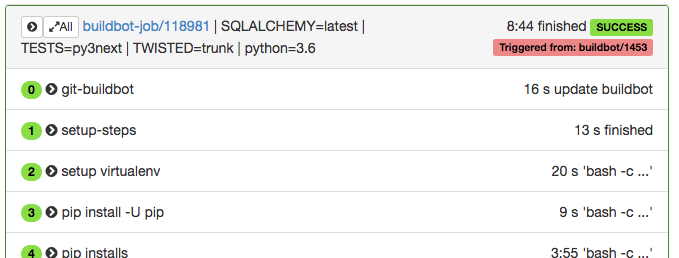 All buildbot-job/118981 | SQLALCHEMY=latest | 8:44 finished SUCCESS
TESTS=py3next | TWISTED=trunk | python=3.6 Triggered from: buildbot/1453
0 git-buildbot 16 s update buildbot
1 setup-steps 13 s finished
2 setup virtualenv 20 s 'bash -c ...'
3 pip install -U pip 9 s 'bash -c ...'
4 pip installs 3:55 'bash -c ...'